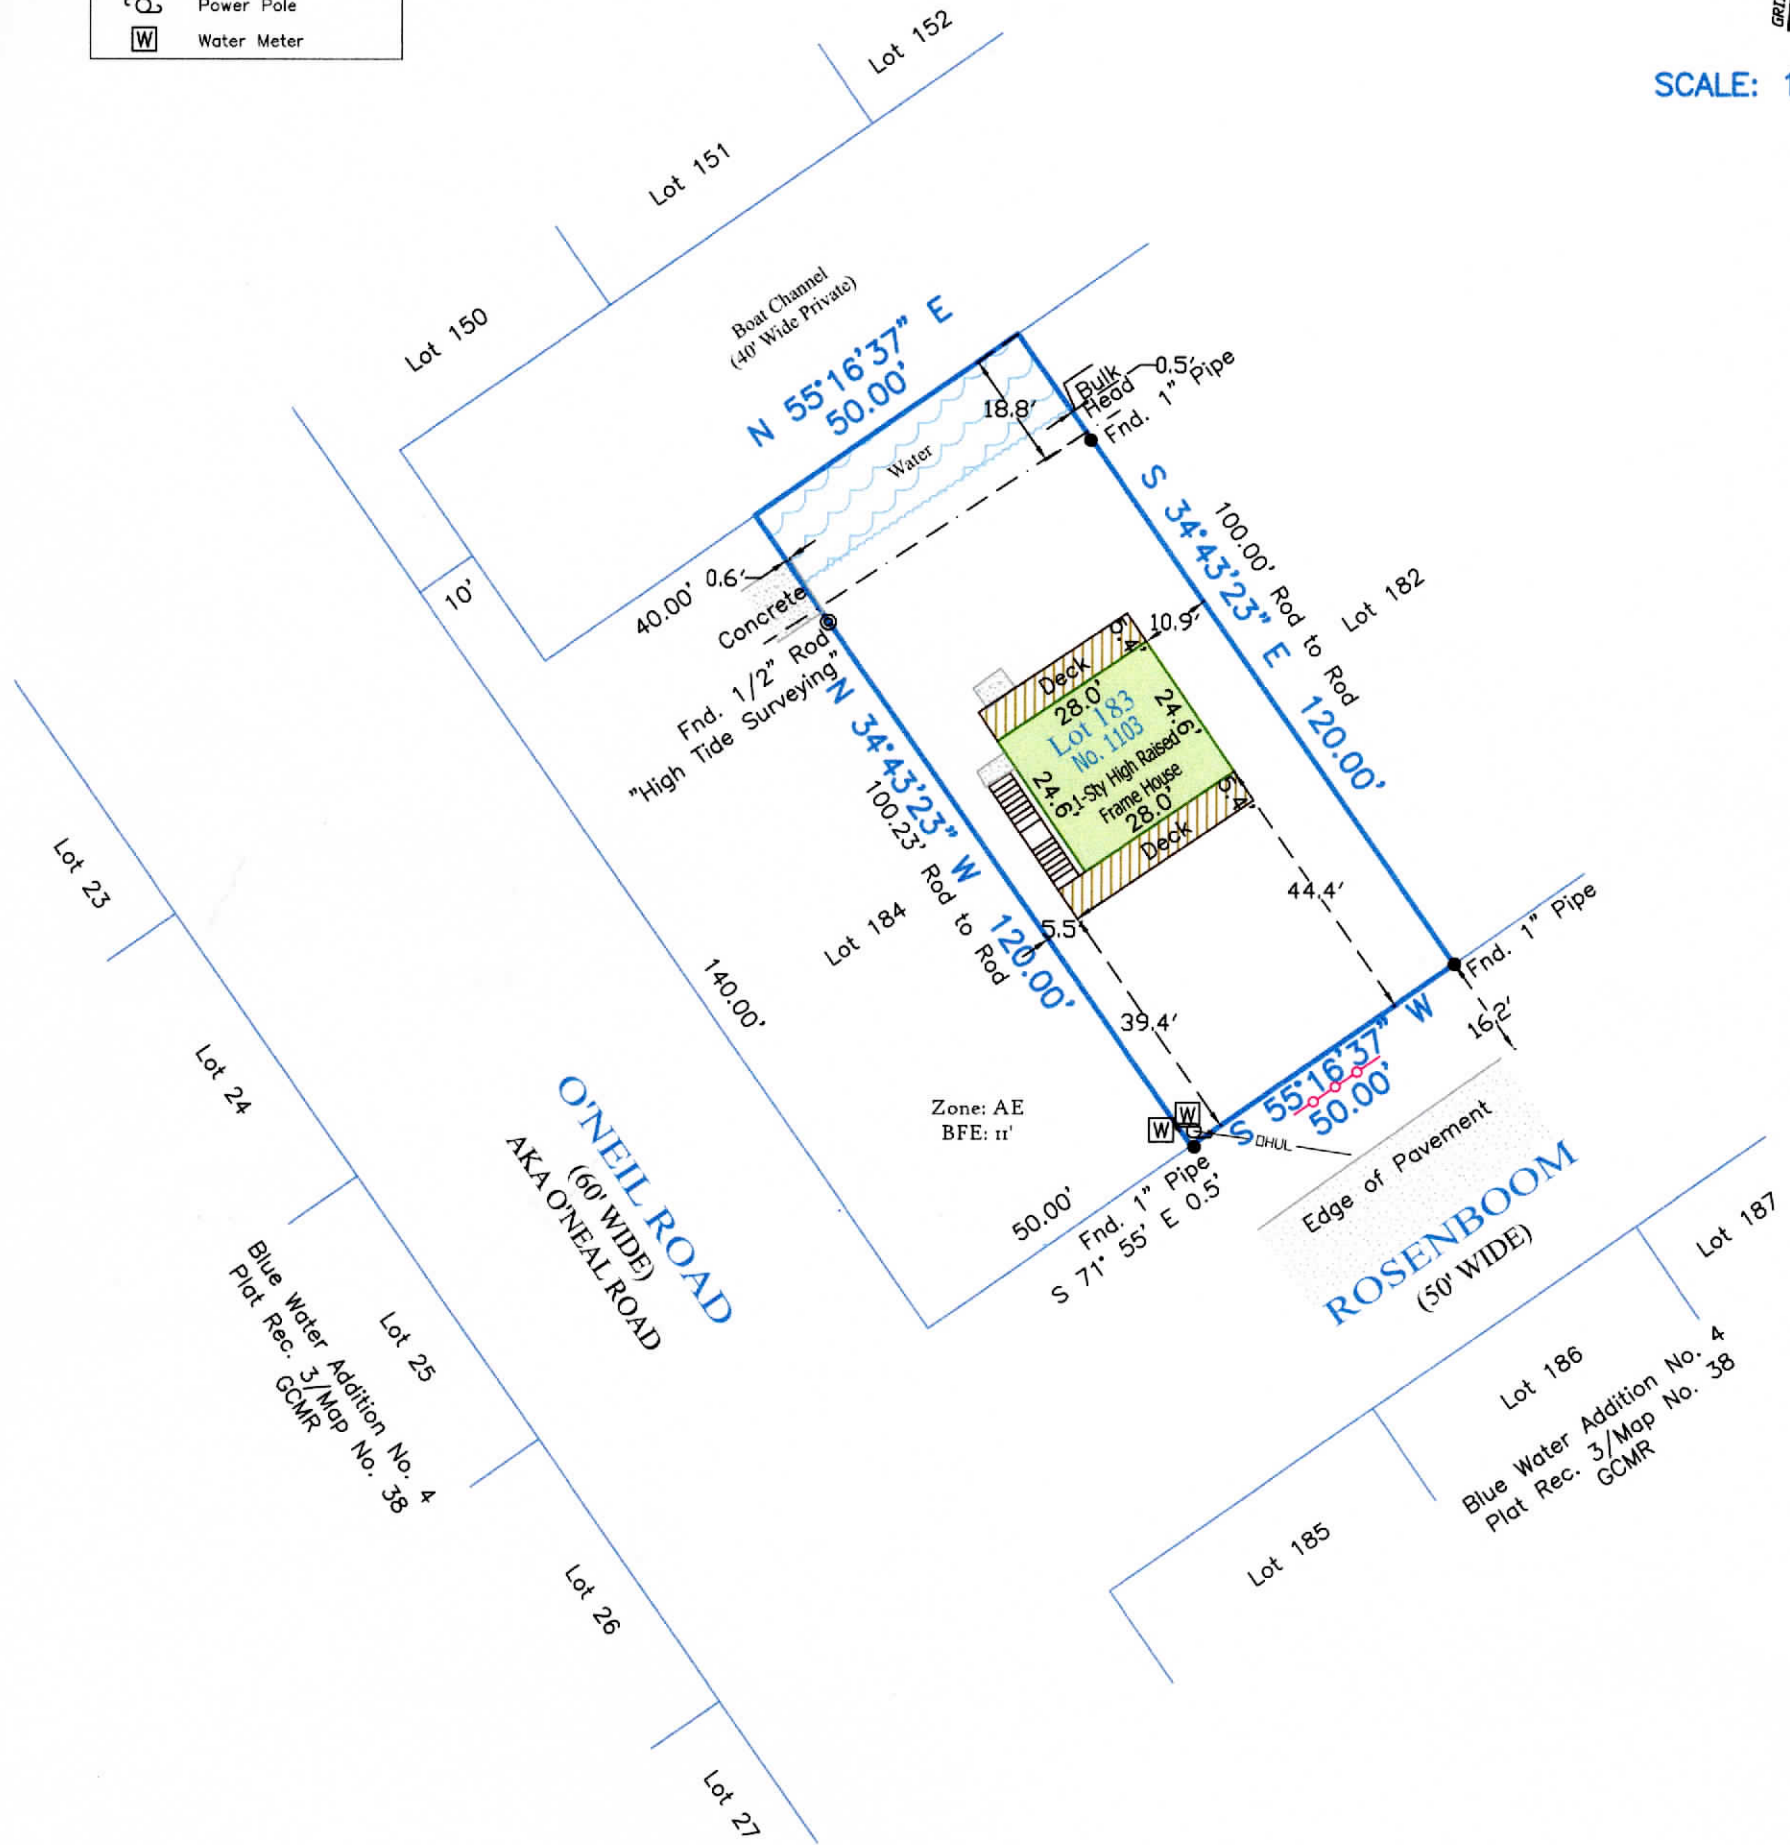 Power Pole
W Water Meter
SCALE: 1
Lot 152
Lot 151
Lot 150
Boat Channel
(40' Wide Private)
N 55°16'37" E
50.00'
Bulk
Head
0.5'
Fnd. 1" Pipe
18.8'
Water
10'
40.00'
0.6'
Concrete
Fnd. 1/2" Rod
"High Tide Surveying"
S 34°43'23" E 120.00'
100.00' Rod to Rod
Lot 182
10.9'
Deck
28.0'
Lot 183
No. 1103
1-Sty High Raised
Frame House
28.0'
24.6'
24.6'
Deck
N 34°43'23" W 120.00'
100.23' Rod to Rod
Lot 184
5.5'
44.4'
39.4'
Fnd. 1" Pipe
16.2'
S 55°16'37" W
50.00'
W
W
OHUL
Zone: AE
BFE: 11'
140.00'
50.00'
Fnd. 1" Pipe
S 71° 55' E 0.5'
Edge of Pavement
ROSENBOOM
(50' WIDE)
O'NEIL ROAD
(60' WIDE)
AKA O'NEAL ROAD
Lot 23
Lot 24
Lot 25
Blue Water Addition No. 4
Plat Rec. 3/Map No. 38
GCMR
Lot 26
Lot 27
Lot 187
Lot 186
Lot 185
Blue Water Addition No. 4
Plat Rec. 3/Map No. 38
GCMR